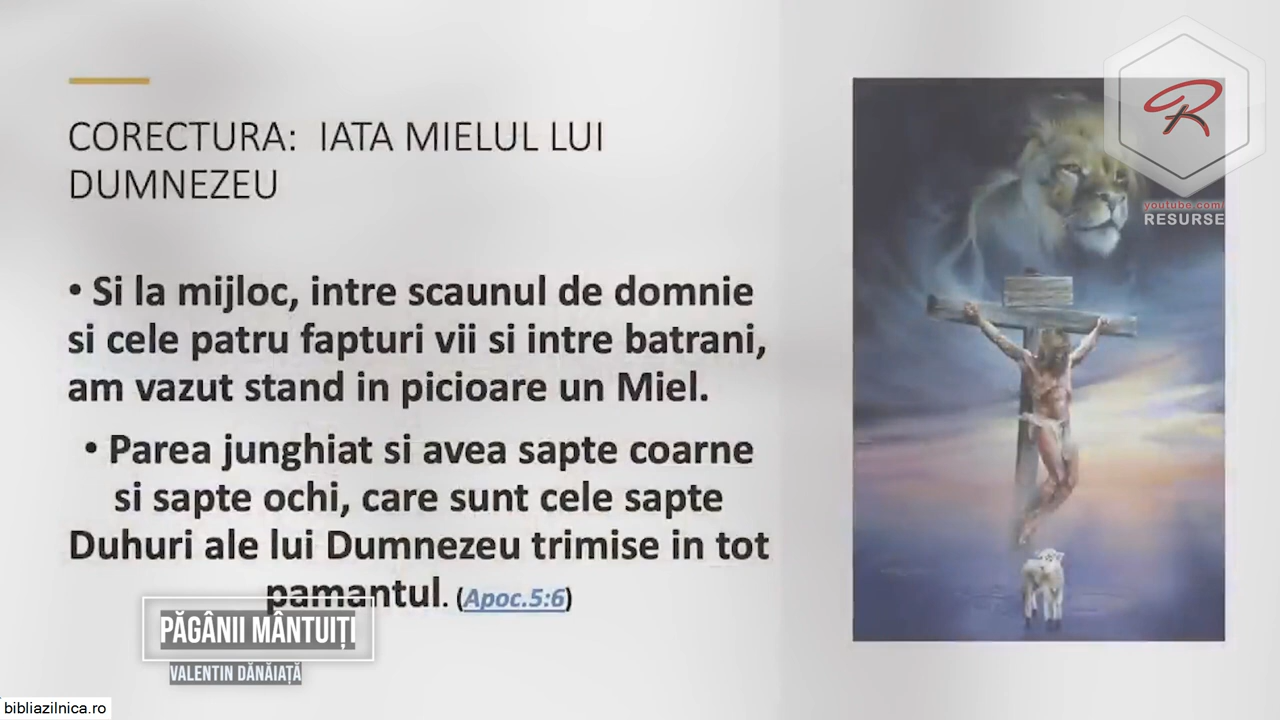 CORECTURA: IATA MIELUL LUI
DUMNEZEU
• Si la mijloc, intre scaunul de domnie
si cele patru fapturi vii si intre batrani,
am vazut stand in picioare un Miel.
• Parea junghiat si avea sapte coarne
si sapte ochi, care sunt cele sapte
Duhuri ale lui Dumnezeu trimise in tot
pamantul. (Apoc.5:6)
R
youtube.com/
RESURSE
PĂGÂNII MÂNTUIȚI
VALENTIN DĂNĂIAȚĂ
bibliazilnica.ro